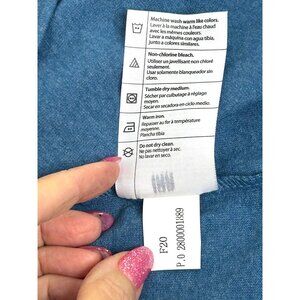 Machine wash warm like colors.
Laver à la machine à l'eau chaud
avec les mêmes couleurs.
Lavar a máquina con agua tibia,
junto a colores similares.
Non-chlorine bleach.
Utiliser un javellisant non chloré
seulement.
Usar solamente blanqueador sin
cloro.
Tumble dry medium.
Sécher par culbutage à réglage
moyen.
Secar en secadora en ciclo medio.
Warm iron.
Repasser au fer à température
moyenne.
Plancha tibia
Do not dry clean.
Ne pas nettoyer à sec.
No lavar en seco.
F20
P.O 2800001889